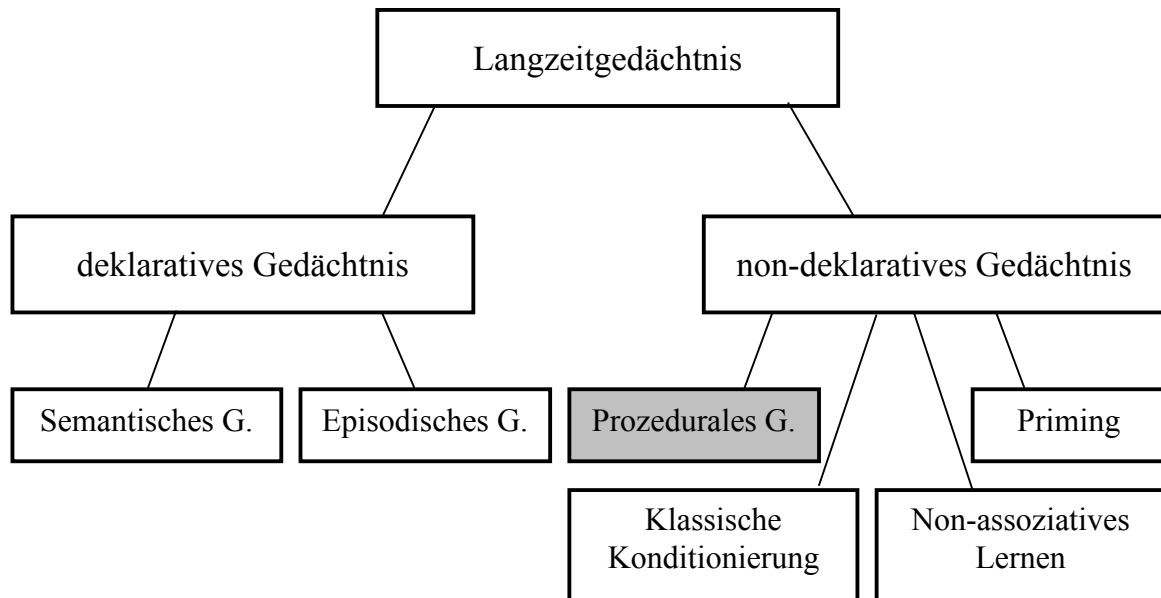 Langzeitgedächtnis
deklaratives Gedächtnis
non-deklaratives Gedächtnis
Semantisches G.
Episodisches G.
Prozedurales G.
Priming
Klassische
Konditionierung
Non-assoziatives
Lernen